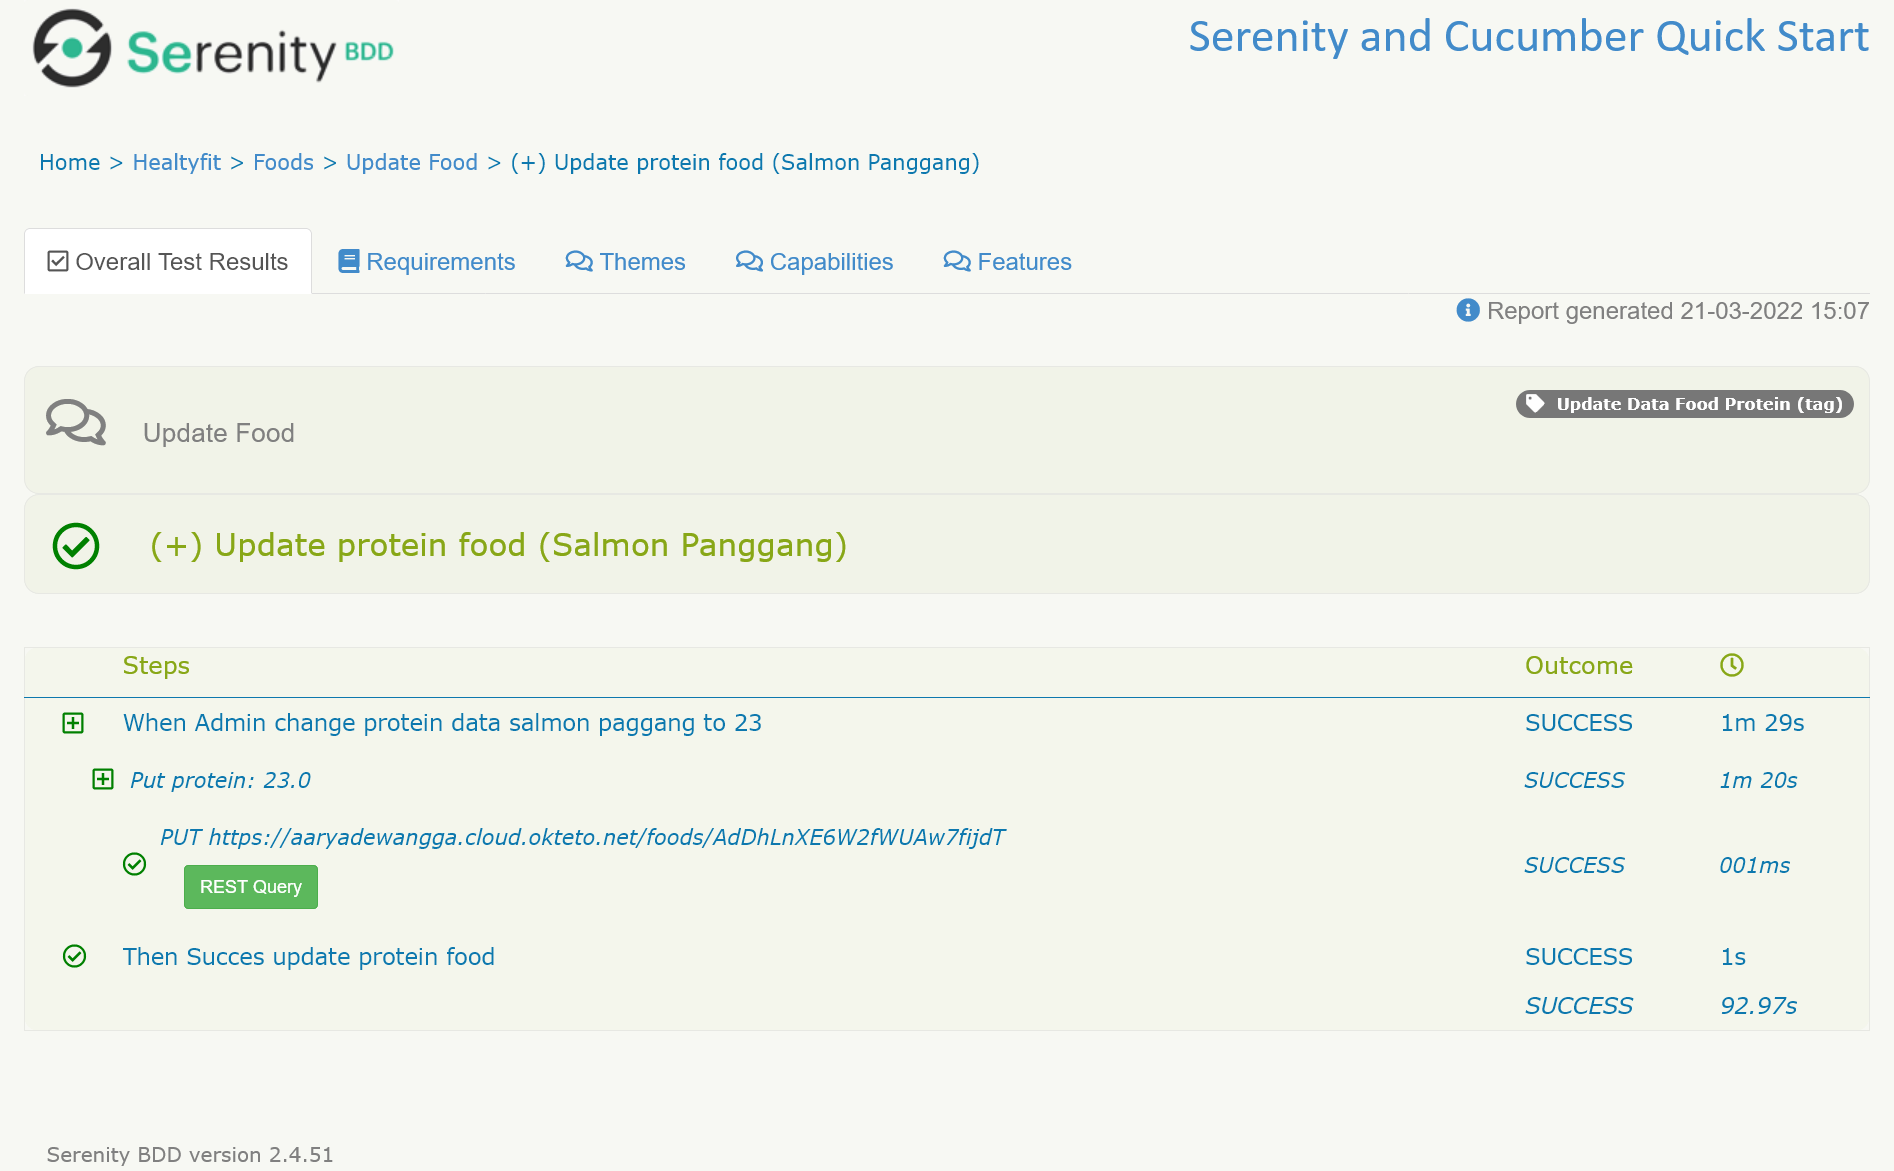 Serenity BDD
Serenity and Cucumber Quick Start
Home > Healtyfit > Foods > Update Food > (+) Update protein food (Salmon Panggang)
Overall Test Results Requirements Themes Capabilities Features
Report generated 21-03-2022 15:07
Update Food
Update Data Food Protein (tag)
(+) Update protein food (Salmon Panggang)
Steps Outcome
When Admin change protein data salmon paggang to 23 SUCCESS 1m 29s
Put protein: 23.0 SUCCESS 1m 20s
PUT https://aaryadewangga.cloud.okteto.net/foods/AdDhLnXE6W2fWUAw7fijdT
SUCCESS 001ms
REST Query
Then Succes update protein food SUCCESS 1s
SUCCESS 92.97s
Serenity BDD version 2.4.51